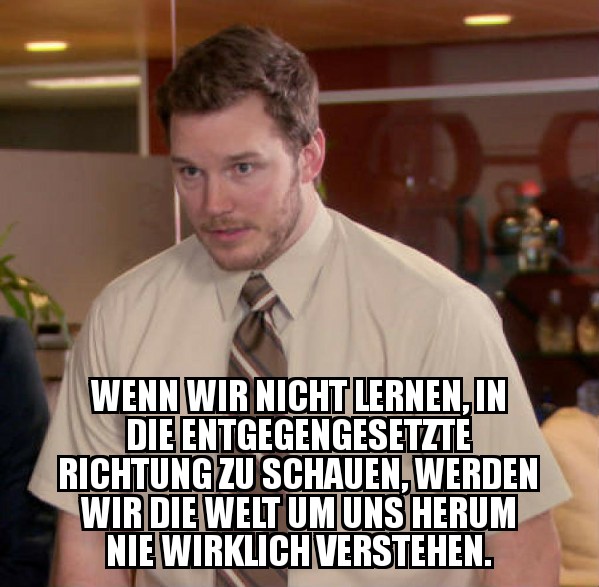 WENN WIR NICHT LERNEN, IN
DIE ENTGEGENGESETZTE
RICHTUNG ZU SCHAUEN, WERDEN
WIR DIE WELT UM UNS HERUM
NIE WIRKLICH VERSTEHEN.